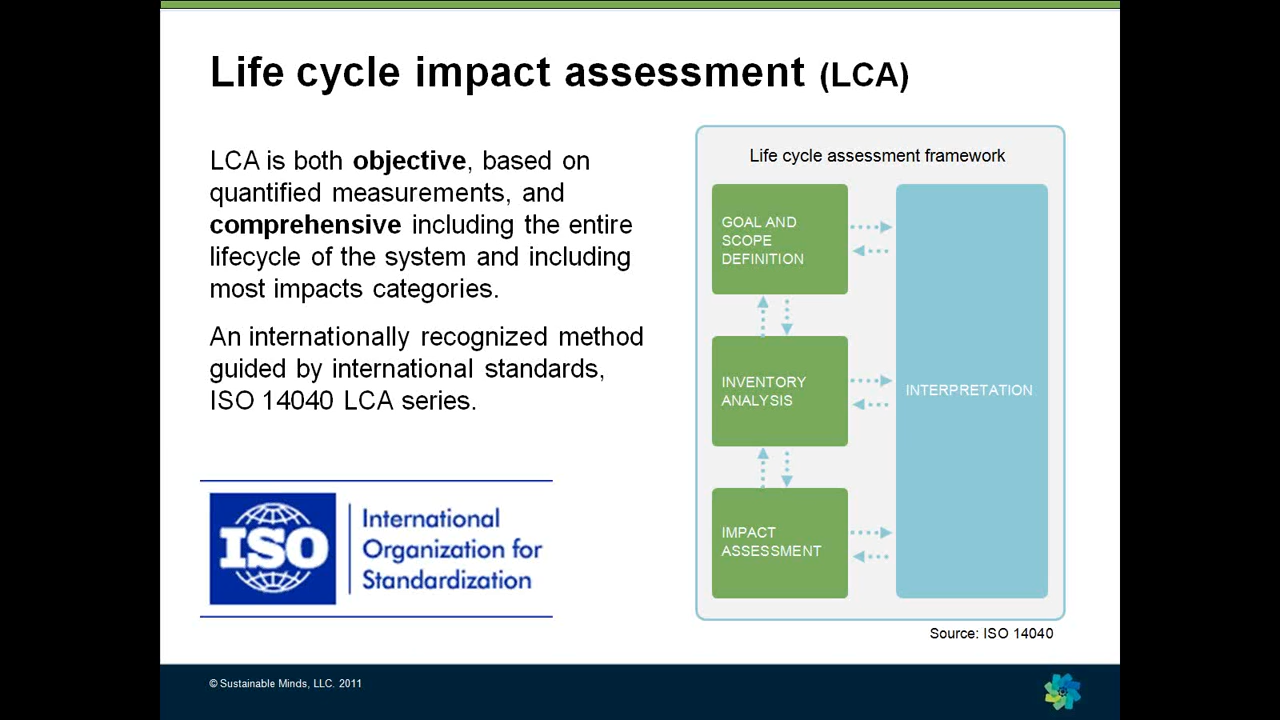 Life cycle impact assessment (LCA)
LCA is both objective, based on
quantified measurements, and
comprehensive including the entire
lifecycle of the system and including
most impacts categories.
An internationally recognized method
guided by international standards,
ISO 14040 LCA series.
ISO
International
Organization for
Standardization
Life cycle assessment framework
GOAL AND
SCOPE
DEFINITION
INVENTORY
ANALYSIS
IMPACT
ASSESSMENT
INTERPRETATION
Source: ISO 14040
© Sustainable Minds, LLC. 2011